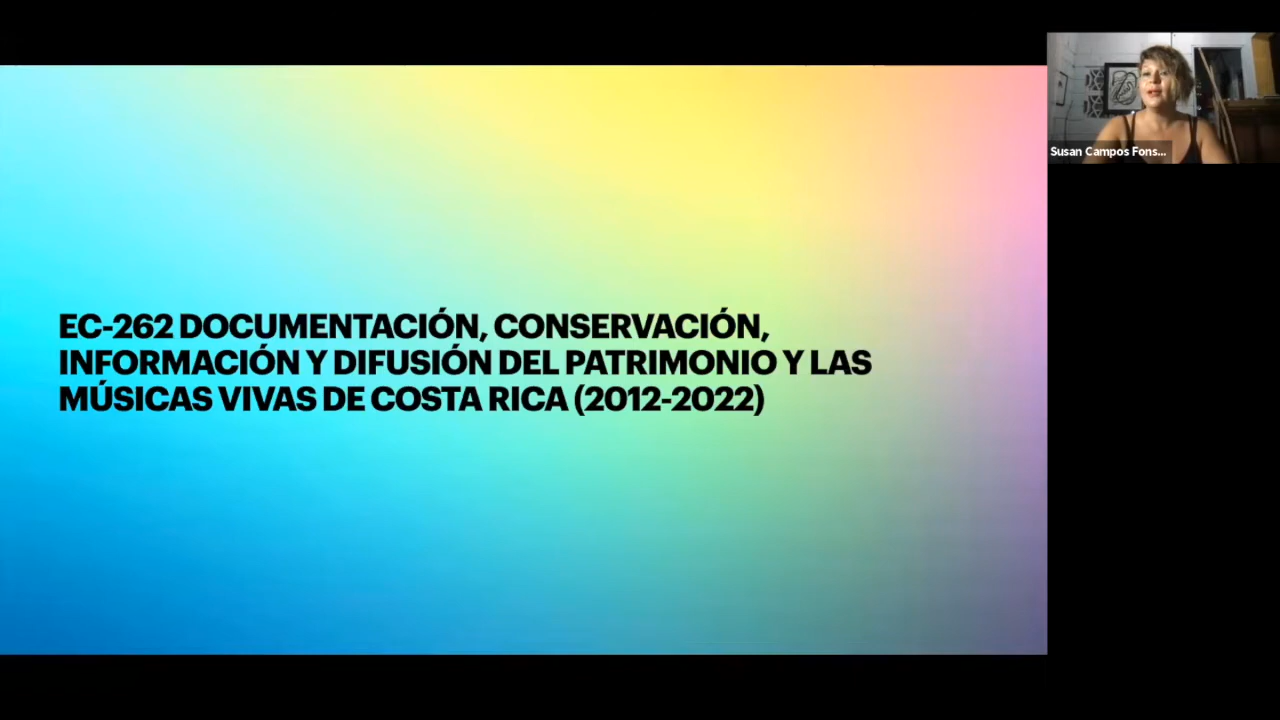 EC-262 DOCUMENTACIÓN, CONSERVACIÓN,
INFORMACIÓN Y DIFUSIÓN DEL PATRIMONIO Y LAS
MÚSICAS VIVAS DE COSTA RICA (2012-2022)
Susan Campos Fons...